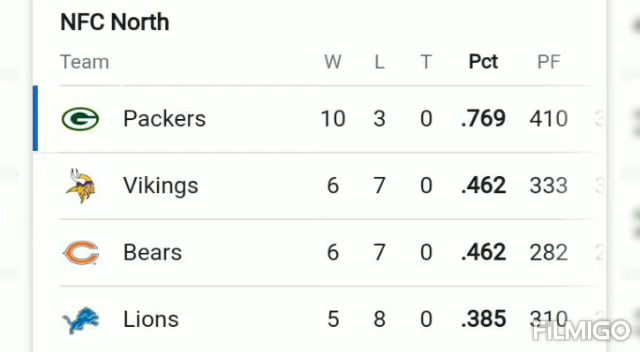 NFC North
Team W L T Pct PF
Packers 10 3 0 .769 410
Vikings 6 7 0 .462 333
Bears 6 7 0 .462 282
Lions 5 8 0 .385 310
FILMIGO